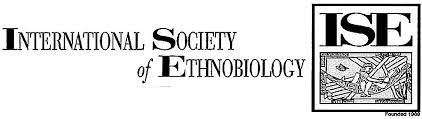 INTERNATIONAL SOCIETY
of ETHNOBIOLOGY
ISE
Founded 1988